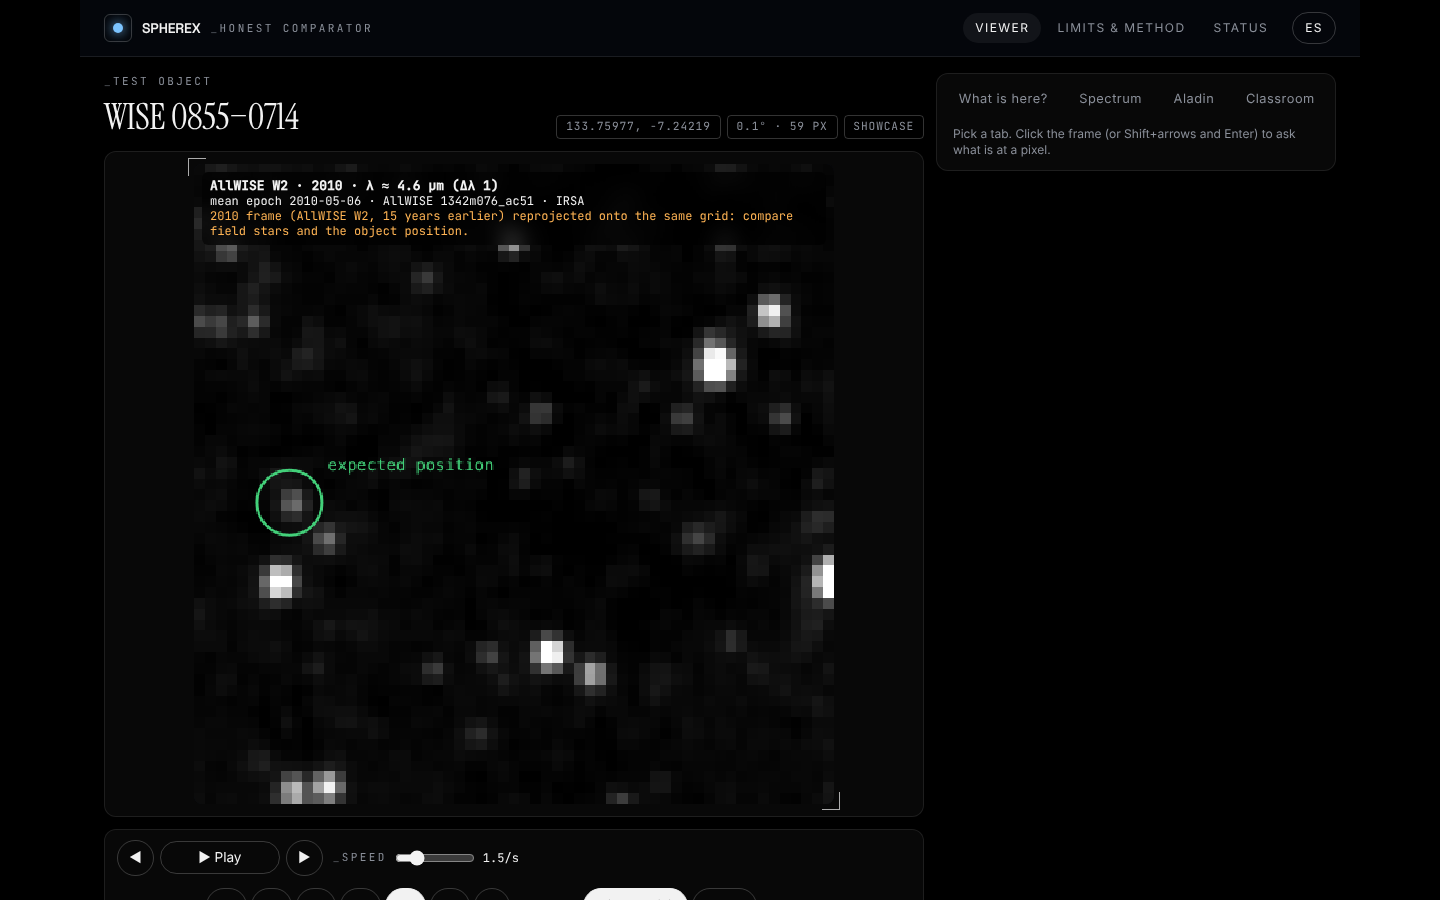 SPHEREX _HONEST COMPARATOR
VIEWER
LIMITS & METHOD
STATUS
ES
_TEST OBJECT
WISE 0855−0714
133.75977, -7.24219
0.1° · 59 PX
SHOWCASE
AllWISE W2 · 2010 · λ ≈ 4.6 µm (Δλ 1)
mean epoch 2010-05-06 · AllWISE 1342m076_ac51 · IRSA
2010 frame (AllWISE W2, 15 years earlier) reprojected onto the same grid: compare
field stars and the object position.
expected position
What is here?
Spectrum
Aladin
Classroom
Pick a tab. Click the frame (or Shift+arrows and Enter) to ask
what is at a pixel.
◀
▶ Play
▶
_SPEED
1.5/s